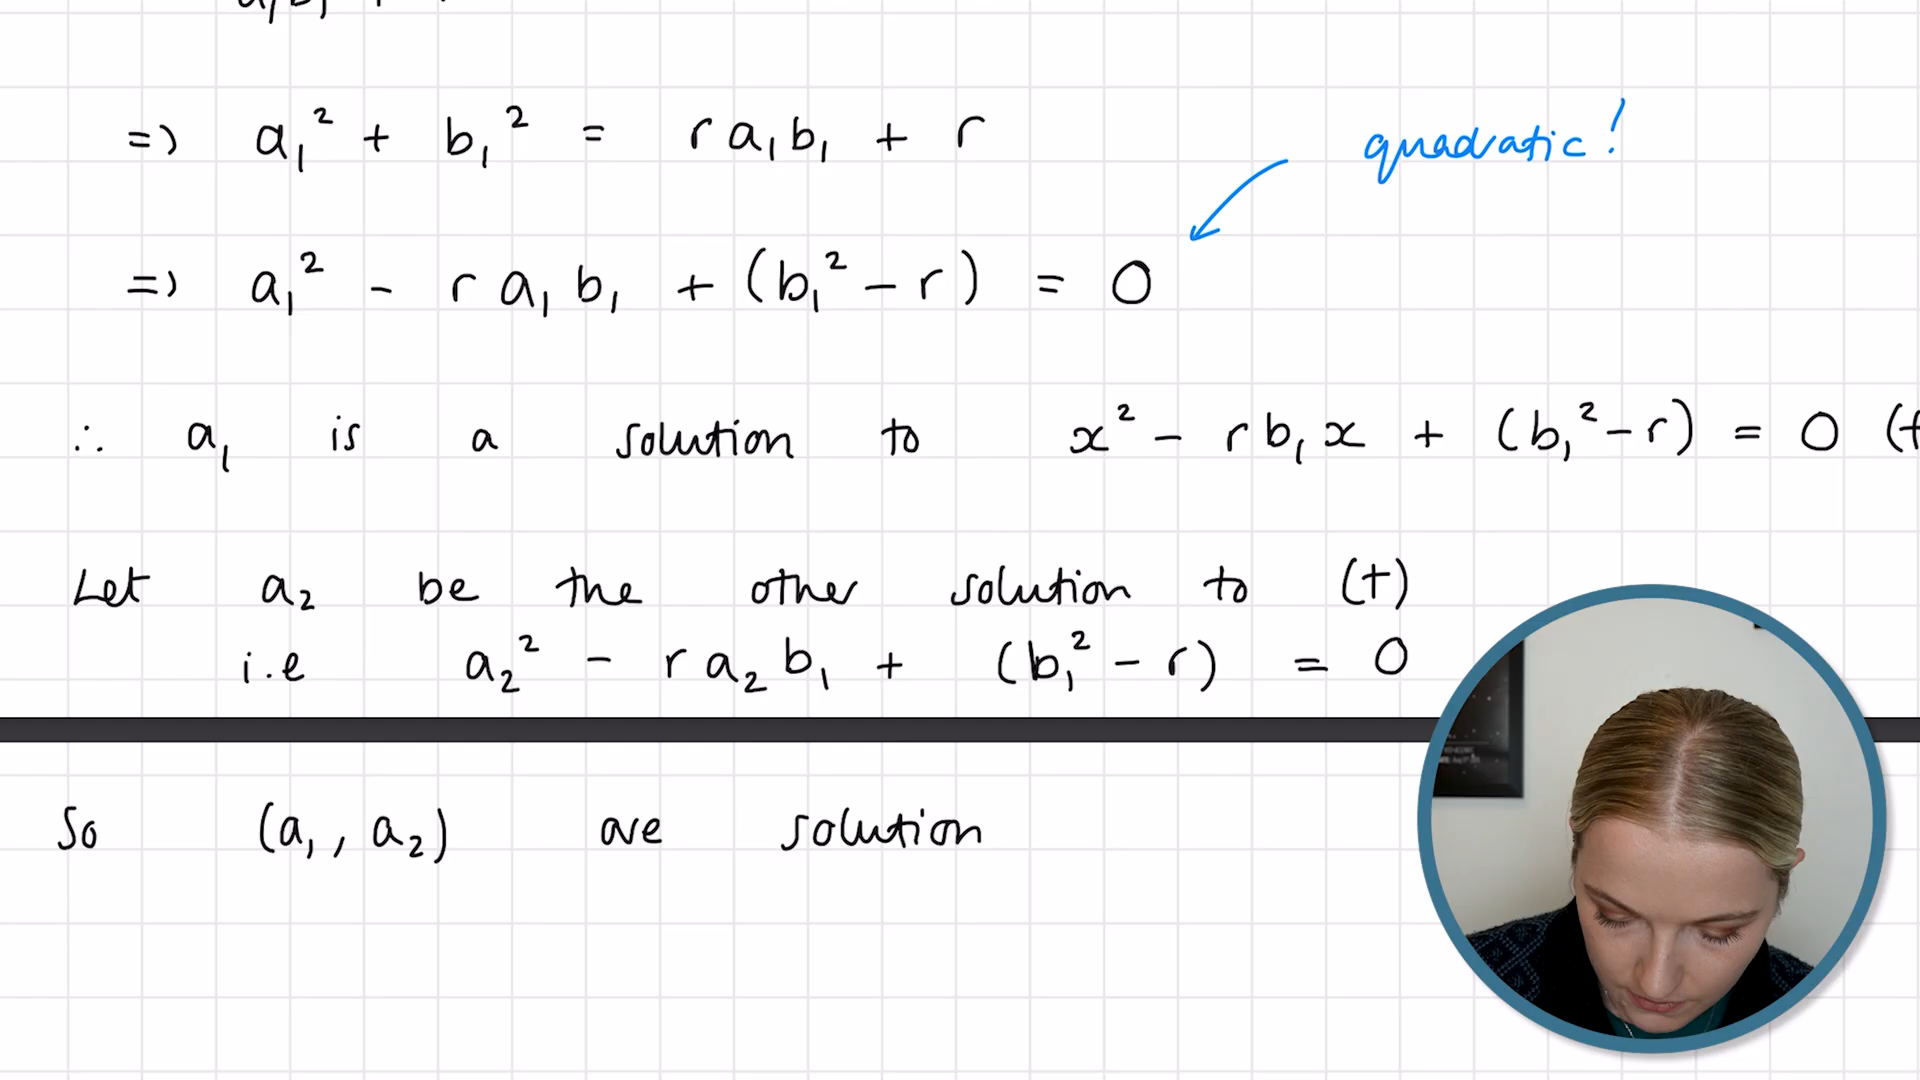 => a₁² + b₁² = r a₁b₁ + r
quadratic!
=> a₁² - r a₁ b₁ + (b₁² - r) = 0
∴ a₁ is a solution to x² - r b₁ x + (b₁² - r) = 0
Let a₂ be the other solution to (†)
i.e a₂² - r a₂ b₁ + (b₁² - r) = 0
So (a₁, a₂) are solution